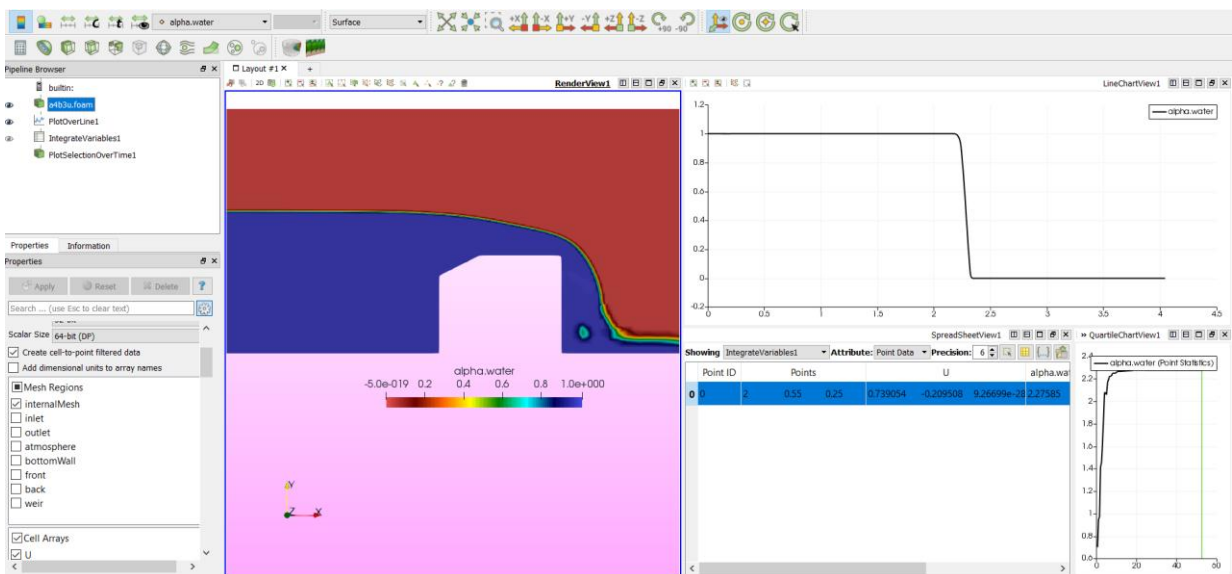 alpha.water
Surface
+X -X +Y -Y +Z -Z +90 -90
Pipeline Browser
builtin:
a4b3u.foam
PlotOverLine1
IntegrateVariables1
PlotSelectionOverTime1
Properties Information
Properties
Apply Reset Delete ?
Search ... (use Esc to clear text)
Scalar Size 64-bit (DP)
Create cell-to-point filtered data
Add dimensional units to array names
Mesh Regions
internalMesh
inlet
outlet
atmosphere
bottomWall
front
back
weir
Cell Arrays
U
Layout #1 × +
2D
RenderView1
alpha.water
-5.0e-019 0.2 0.4 0.6 0.8 1.0e+000
Y
Z X
LineChartView1
alpha.water
1.2
1
0.8
0.6
0.4
0.2
0
-0.2
0 0.5 1 1.5 2 2.5 3 3.5 4 4.5
SpreadSheetView1
Showing IntegrateVariables1 Attribute: Point Data Precision: 6
Point ID Points U alpha.wat
0 0 2 0.55 0.25 0.739054 -0.209508 9.26699e-28 2.27585
QuartileChartView1
alpha.water (Point Statistics)
2.4
2.2
2
1.8
1.6
1.4
1.2
1
0.8
0.6
0 20 40 60